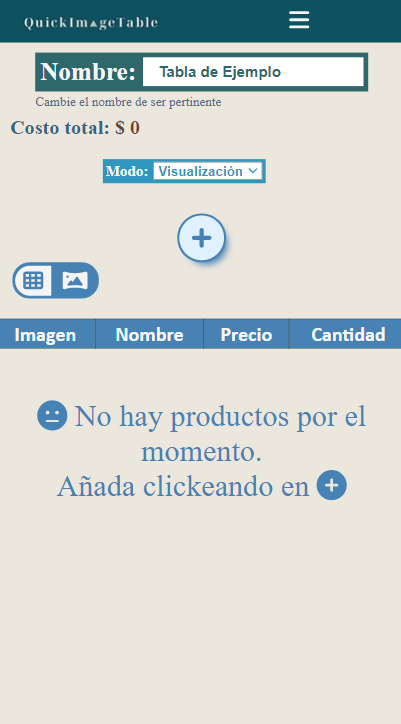 QuickImageTable
Nombre: Tabla de Ejemplo
Cambie el nombre de ser pertinente
Costo total: $ 0
Modo: Visualización
Imagen Nombre Precio Cantidad
No hay productos por el
momento.
Añada clickeando en